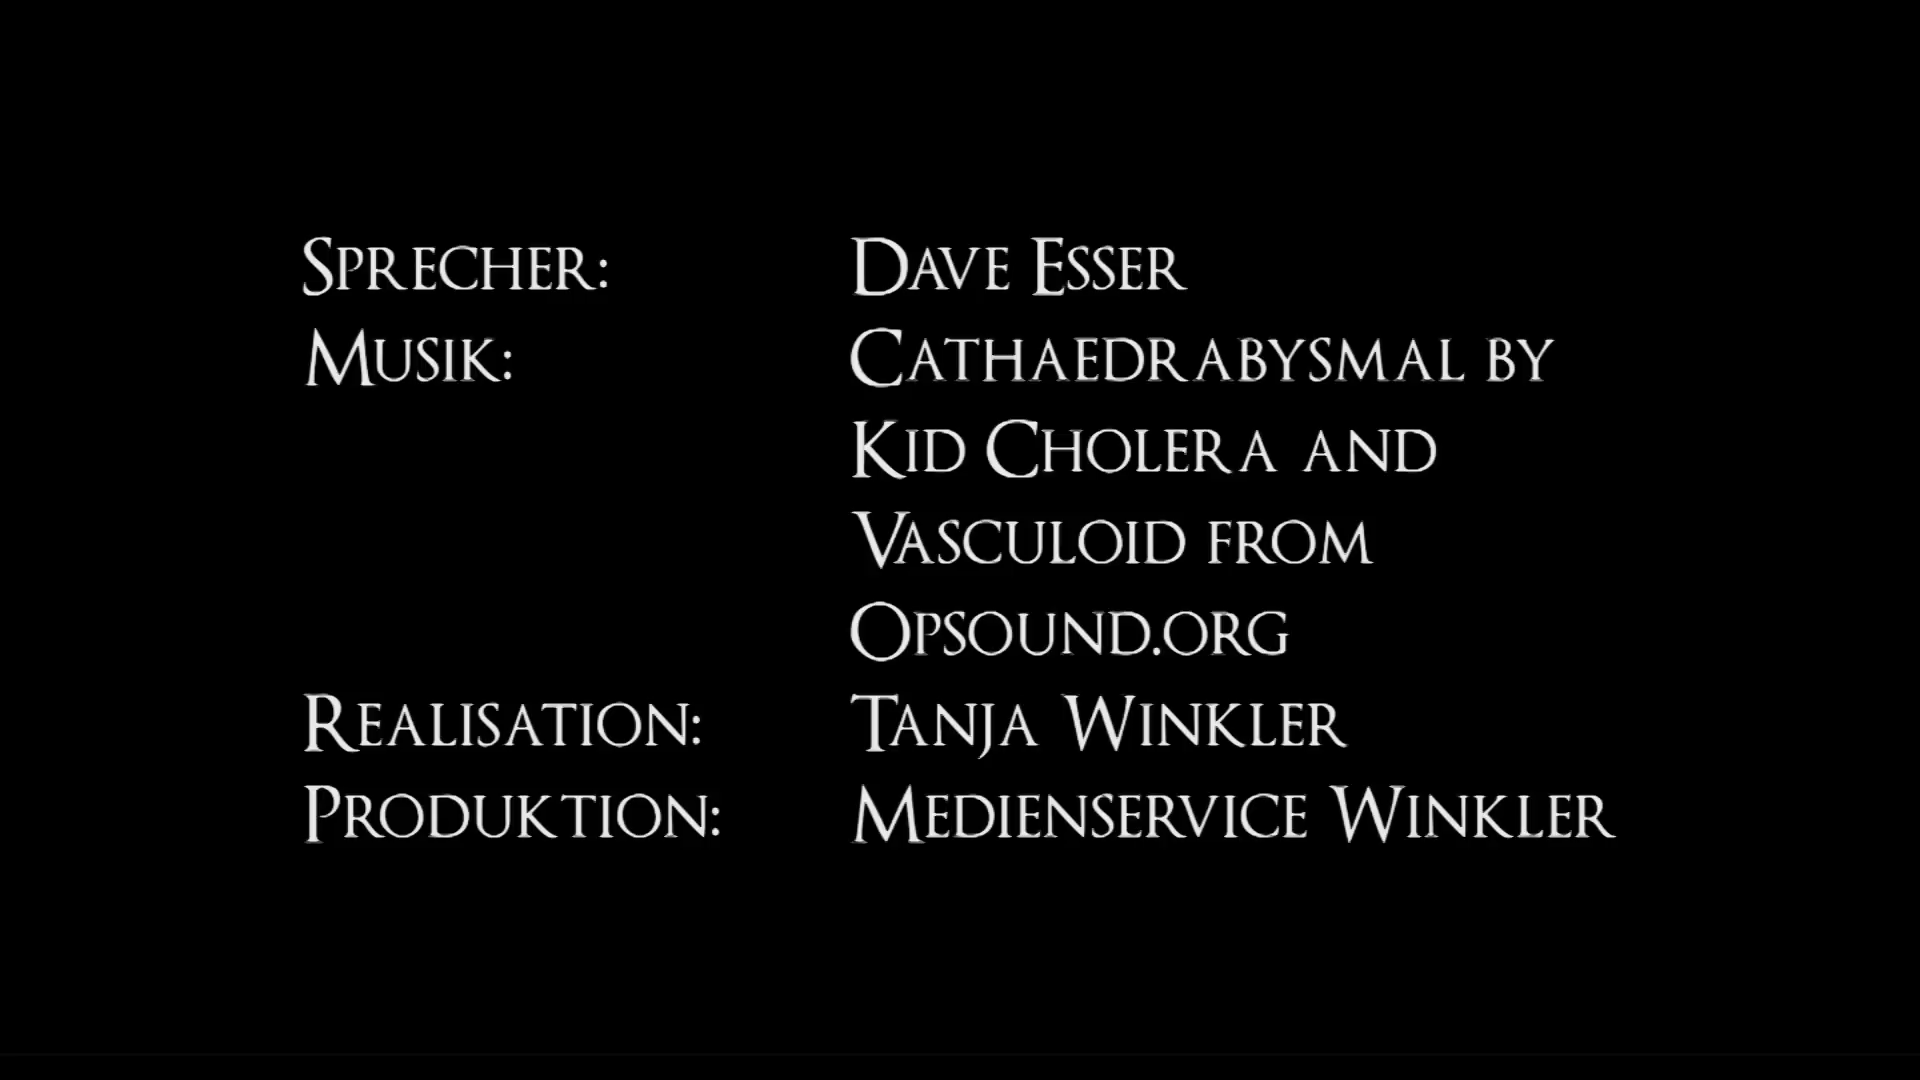 Sprecher: Dave Esser
Musik: Cathaedrabysmal by
Kid Cholera and
Vasculoid from
Opsound.org
Realisation: Tanja Winkler
Produktion: Medienservice Winkler